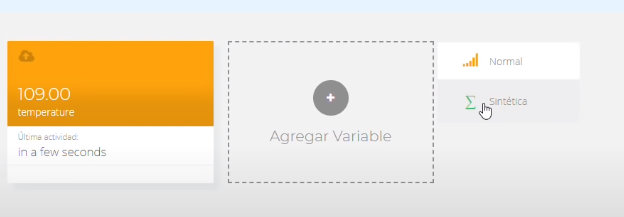 109.00
temperature
Última actividad:
in a few seconds
Agregar Variable
Normal
Sintética